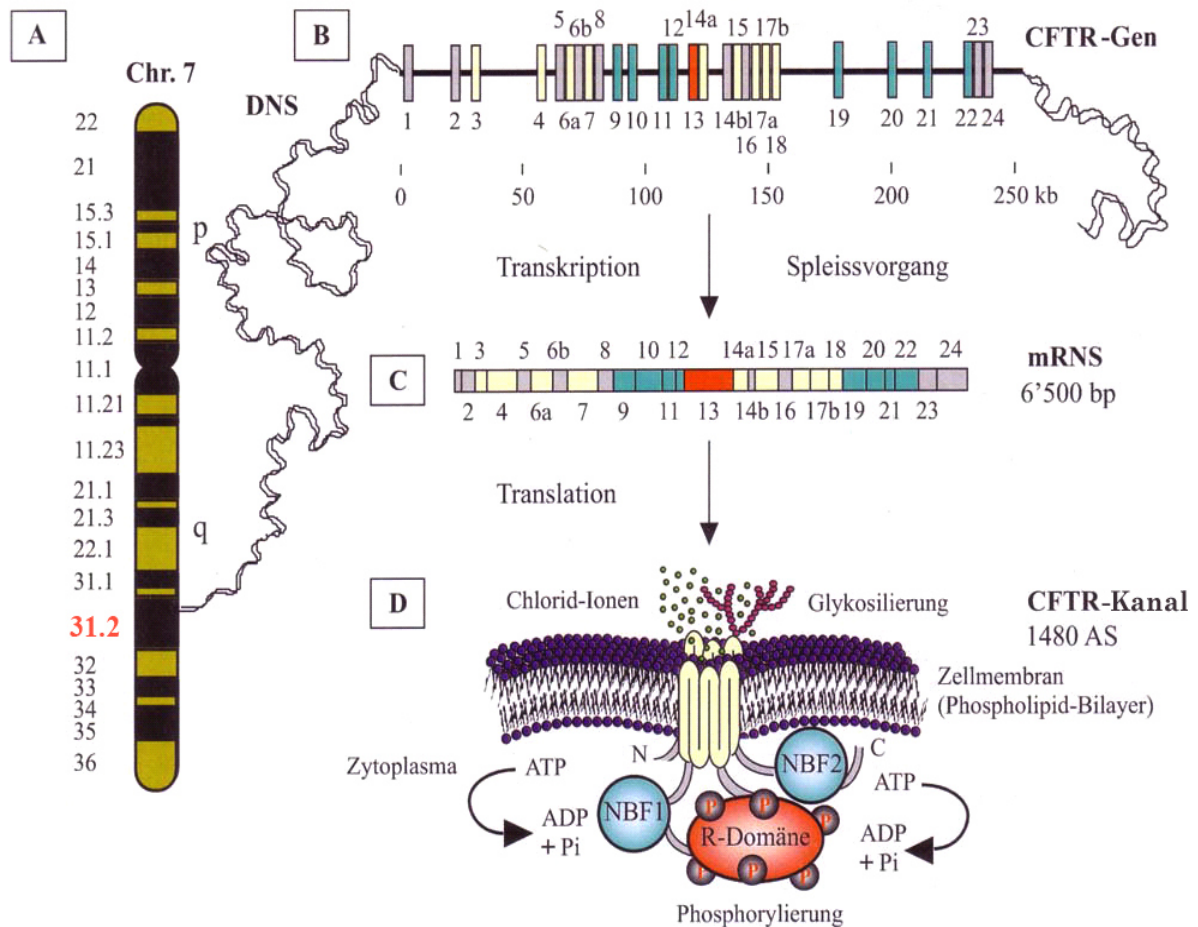 A
Chr. 7
22
21
15.3
15.1
14
13
12
11.2
11.1
11.21
11.23
21.1
21.3
22.1
31.1
31.2
32
33
34
35
36
p
q
DNS
B
CFTR-Gen
5 6b 8 12 14a 15 17b 23
1 2 3 4 6a 7 9 10 11 13 14b 17a 19 20 21 22 24
16 18
0 50 100 150 200 250 kb
Transkription Spleissvorgang
C
1 3 5 6b 8 10 12 14a 15 17a 18 20 22 24
2 4 6a 7 9 11 13 14b 16 17b 19 21 23
mRNS
6'500 bp
Translation
D
Chlorid-Ionen
Glykosilierung
CFTR-Kanal
1480 AS
Zellmembran
(Phospholipid-Bilayer)
N
C
Zytoplasma
ATP
ADP
+ Pi
NBF1
NBF2
R-Domäne
P
P
P
P
P
P
ATP
ADP
+ Pi
Phosphorylierung